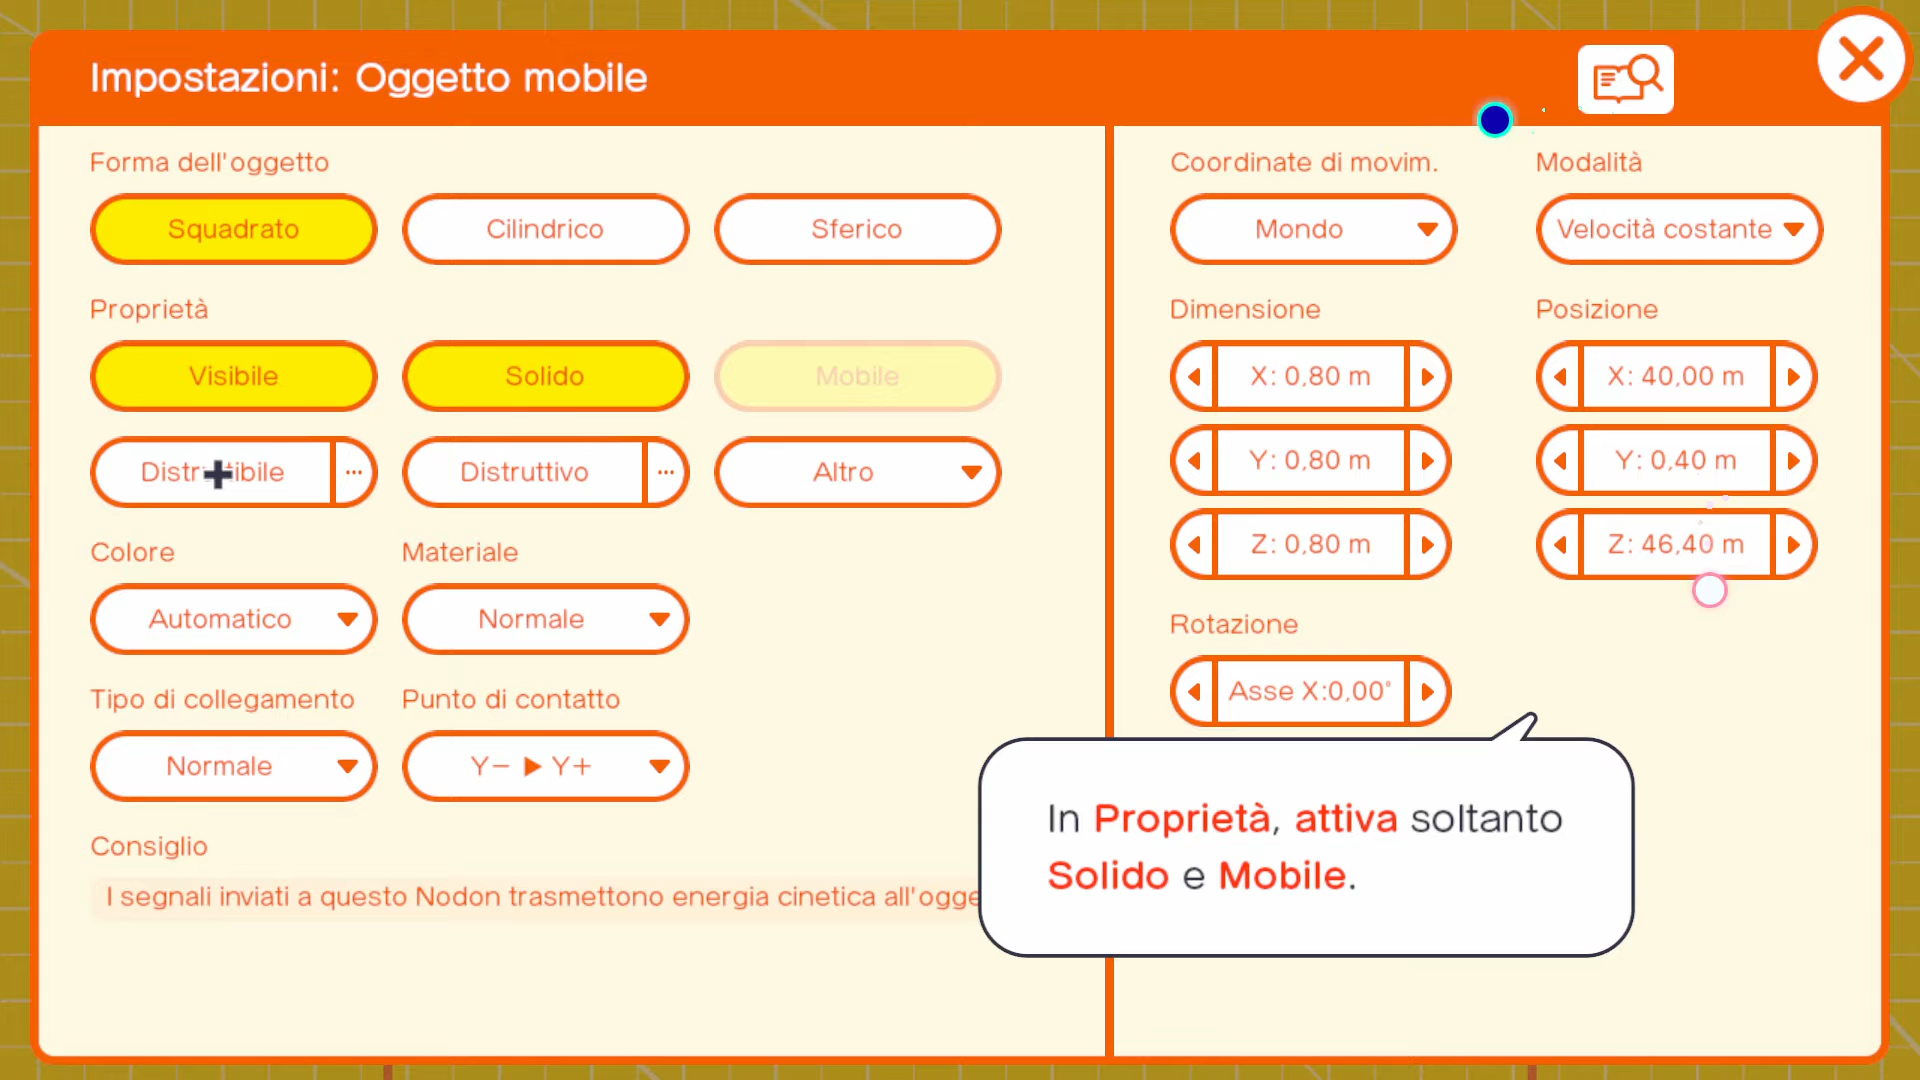 Impostazioni: Oggetto mobile
Forma dell'oggetto
Squadrato
Cilindrico
Sferico
Proprietà
Visibile
Solido
Mobile
Distruttivo
...
Altro
Colore
Materiale
Automatico
Normale
Tipo di collegamento
Punto di contatto
Normale
Y− ▶ Y+
Consiglio
I segnali inviati a questo Nodon trasmettono energia cinetica
Coordinate di movim.
Modalità
Mondo
Velocità costante
Dimensione
Posizione
X: 0,80 m
X: 40,00 m
Y: 0,80 m
Y: 0,40 m
Z: 0,80 m
Z: 46,40 m
Rotazione
Asse X:0,00°
In Proprietà, attiva soltanto
Solido e Mobile.